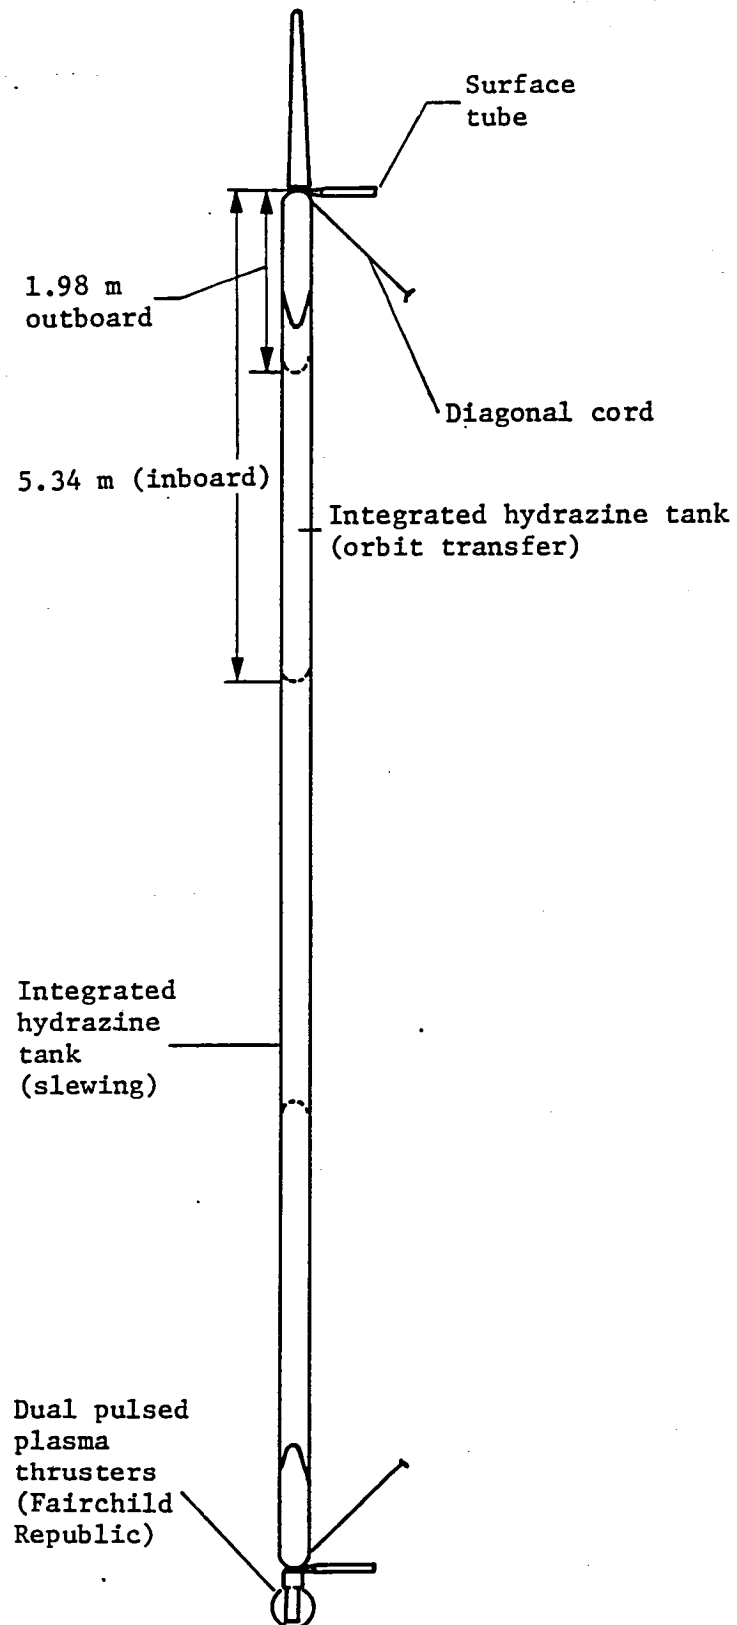 Surface
tube
1.98 m
outboard
Diagonal cord
5.34 m (inboard)
Integrated hydrazine tank
(orbit transfer)
Integrated
hydrazine
tank
(slewing)
Dual pulsed
plasma
thrusters
(Fairchild
Republic)